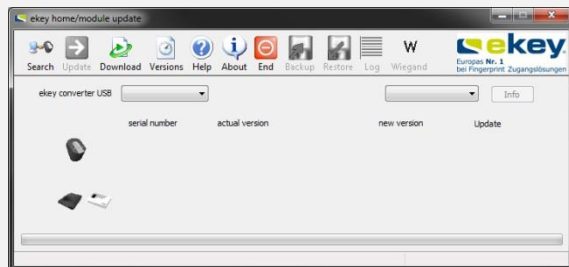 ekey home/module update
Search Update Download Versions Help About End Backup Restore Log Wiegand
W
ekey
Europas Nr. 1
bei Fingerprint Zugangslösungen
ekey converter USB
Info
serial number actual version new version Update